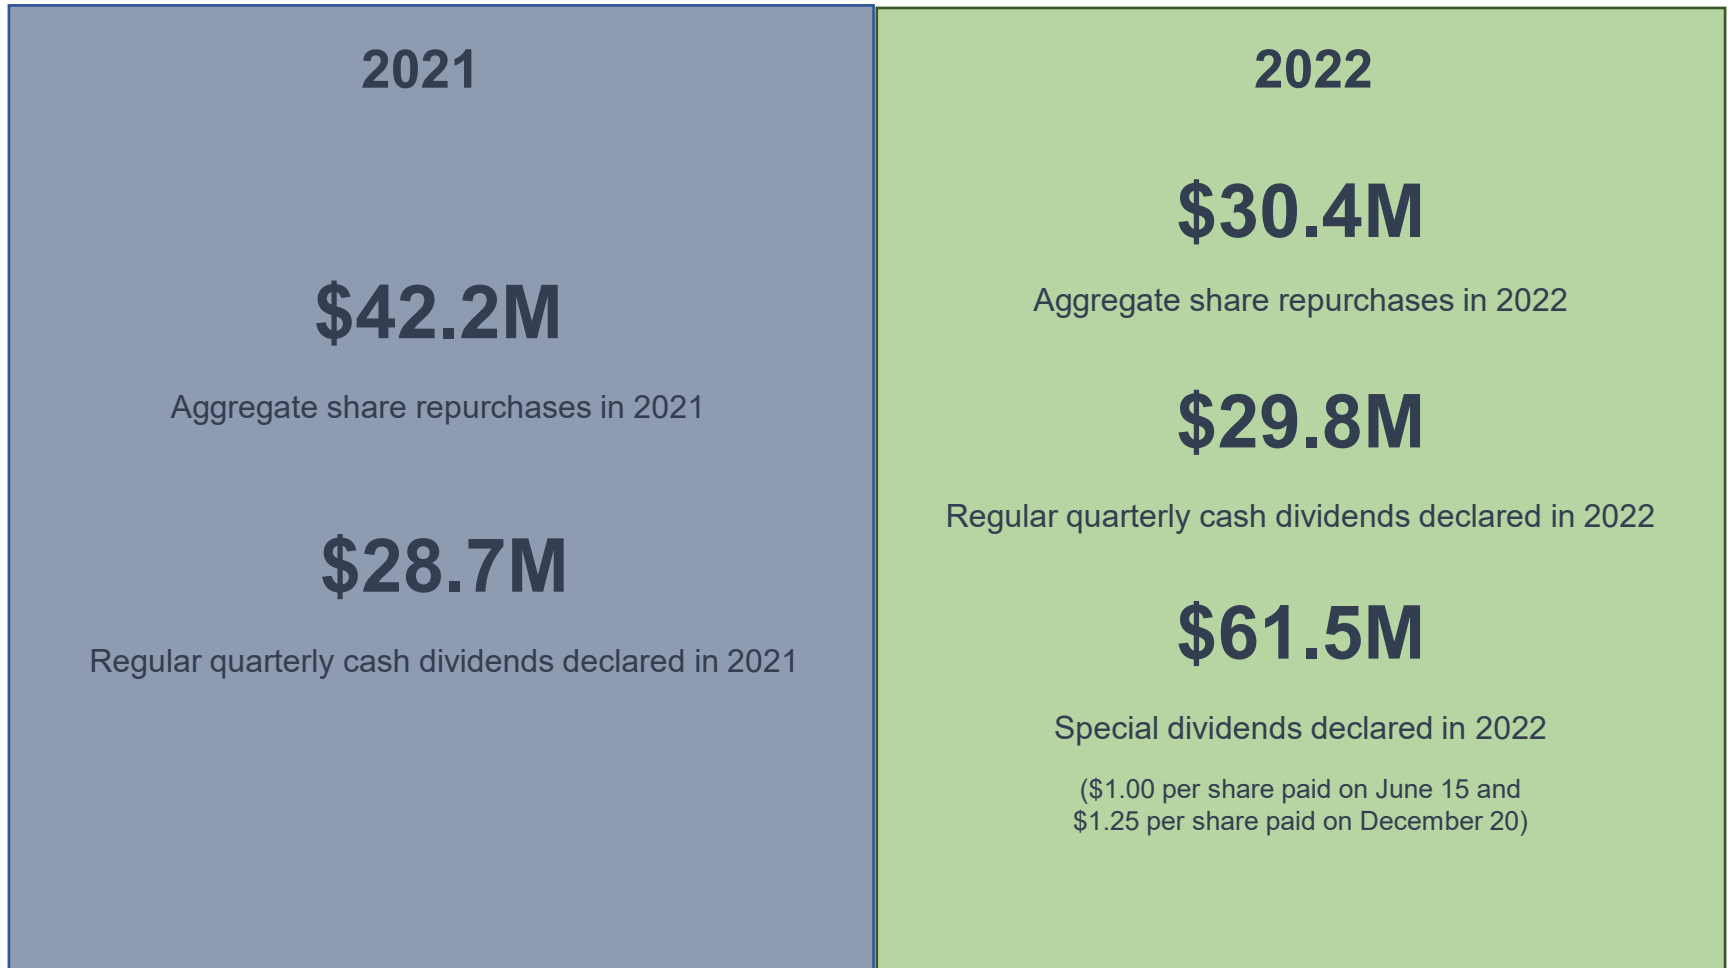 2021
$42.2M
Aggregate share repurchases in 2021
$28.7M
Regular quarterly cash dividends declared in 2021
2022
$30.4M
Aggregate share repurchases in 2022
$29.8M
Regular quarterly cash dividends declared in 2022
$61.5M
Special dividends declared in 2022
($1.00 per share paid on June 15 and
$1.25 per share paid on December 20)